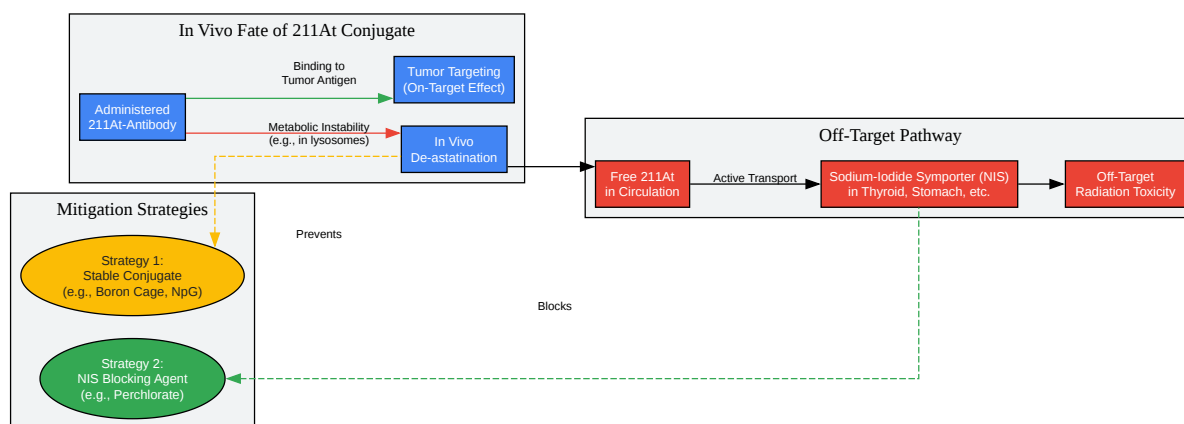 In Vivo Fate of 211At Conjugate
Administered
211At-Antibody
Binding to
Tumor Antigen
Tumor Targeting
(On-Target Effect)
Metabolic Instability
(e.g., in lysosomes)
In Vivo
De-astatination
Off-Target Pathway
Free 211At
in Circulation
Active Transport
Sodium-Iodide Symporter (NIS)
in Thyroid, Stomach, etc.
Off-Target
Radiation Toxicity
Mitigation Strategies
Strategy 1:
Stable Conjugate
(e.g., Boron Cage, NpG)
Prevents
Strategy 2:
NIS Blocking Agent
(e.g., Perchlorate)
Blocks